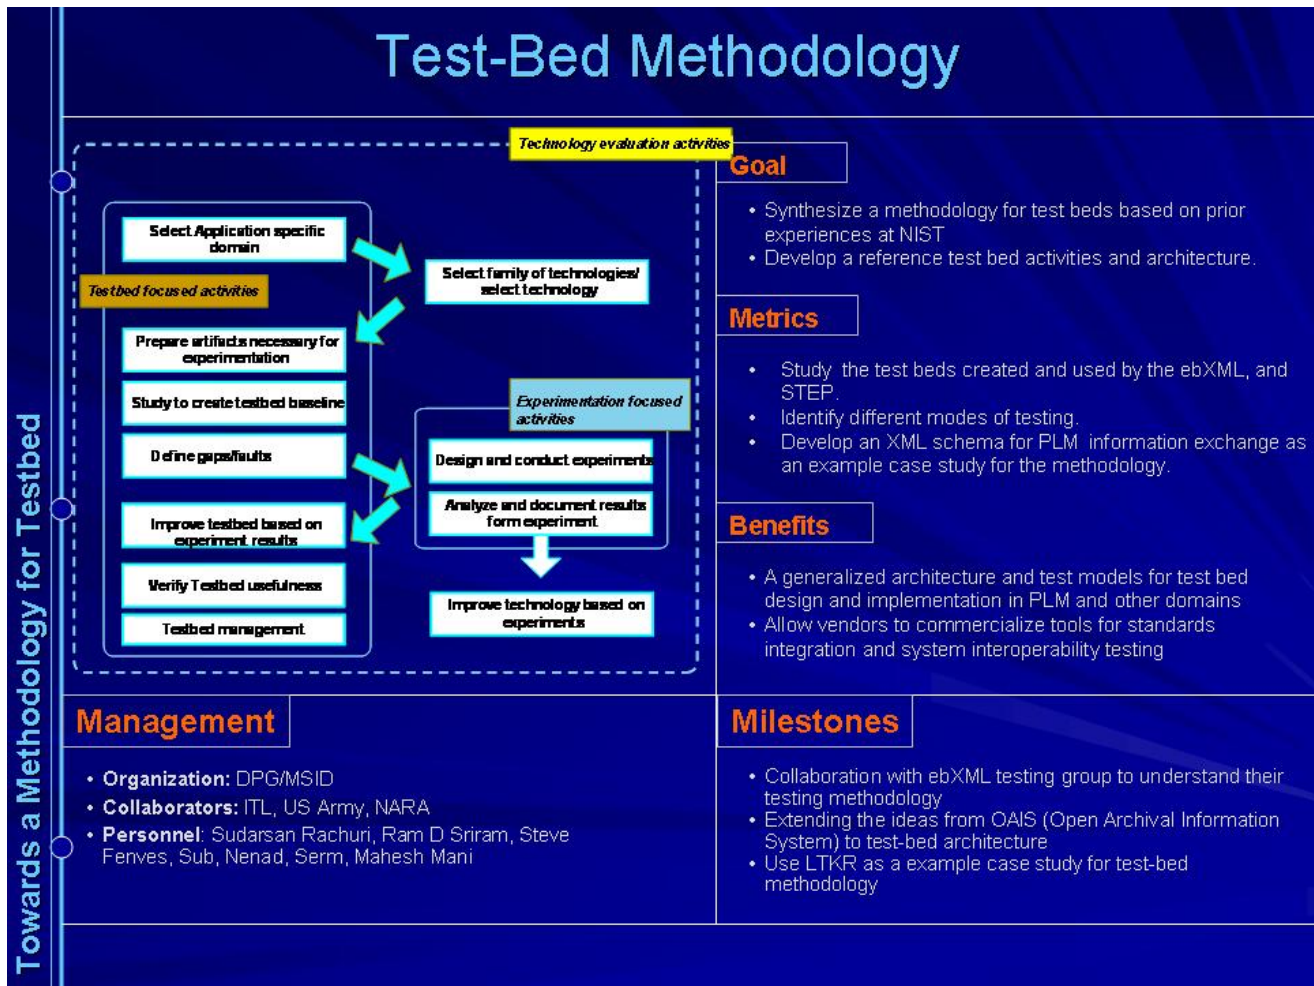 Test-Bed Methodology
Towards a Methodology for Testbed
Technology evaluation activities
Select Application specific
domain
Select family of technologies/
select technology
Testbed focused activities
Prepare artifacts necessary for
experimentation
Study to create testbed baseline
Define gaps/faults
Experimentation focused
activities
Design and conduct experiments
Analyze and document results
form experiment
Improve testbed based on
experiment results
Verify Testbed usefulness
Testbed management
Improve technology based on
experiments
Goal
• Synthesize a methodology for test beds based on prior
experiences at NIST
• Develop a reference test bed activities and architecture.
Metrics
• Study the test beds created and used by the ebXML, and
STEP.
• Identify different modes of testing.
• Develop an XML schema for PLM information exchange as
an example case study for the methodology.
Benefits
• A generalized architecture and test models for test bed
design and implementation in PLM and other domains
• Allow vendors to commercialize tools for standards
integration and system interoperability testing
Management
• Organization: DPG/MSID
• Collaborators: ITL, US Army, NARA
• Personnel: Sudarsan Rachuri, Ram D Sriram, Steve
Fenves, Sub, Nenad, Serm, Mahesh Mani
Milestones
• Collaboration with ebXML testing group to understand their
testing methodology
• Extending the ideas from OAIS (Open Archival Information
System) to test-bed architecture
• Use LTKR as a example case study for test-bed
methodology